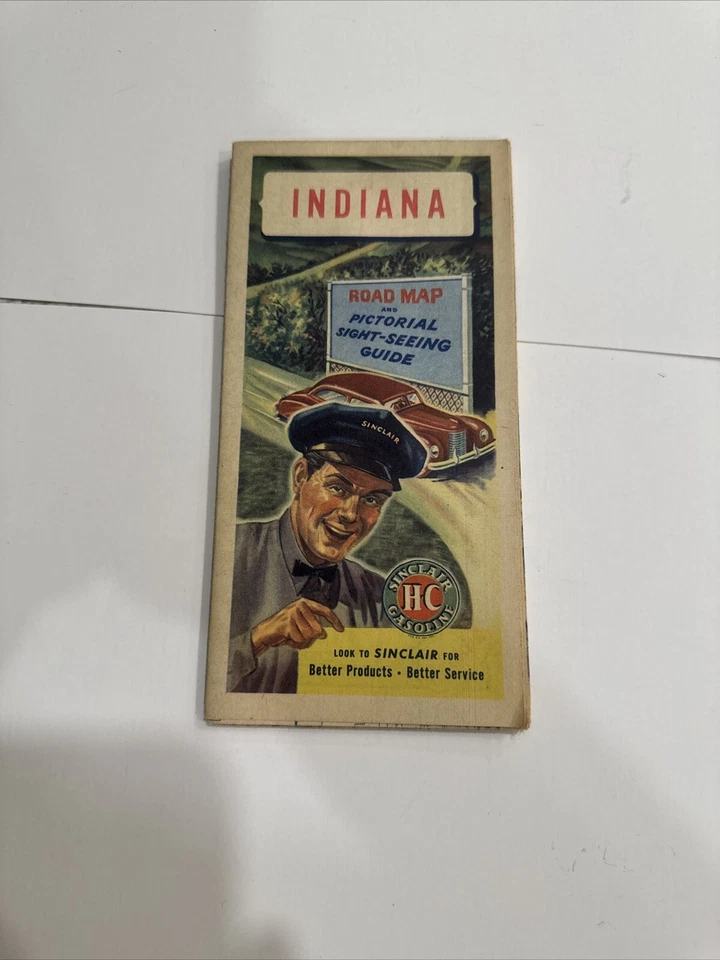 INDIANA
ROAD MAP
AND
PICTORIAL
SIGHT-SEEING
GUIDE
SINCLAIR
SINCLAIR
H-C
GASOLINE
LOOK TO SINCLAIR FOR
Better Products • Better Service